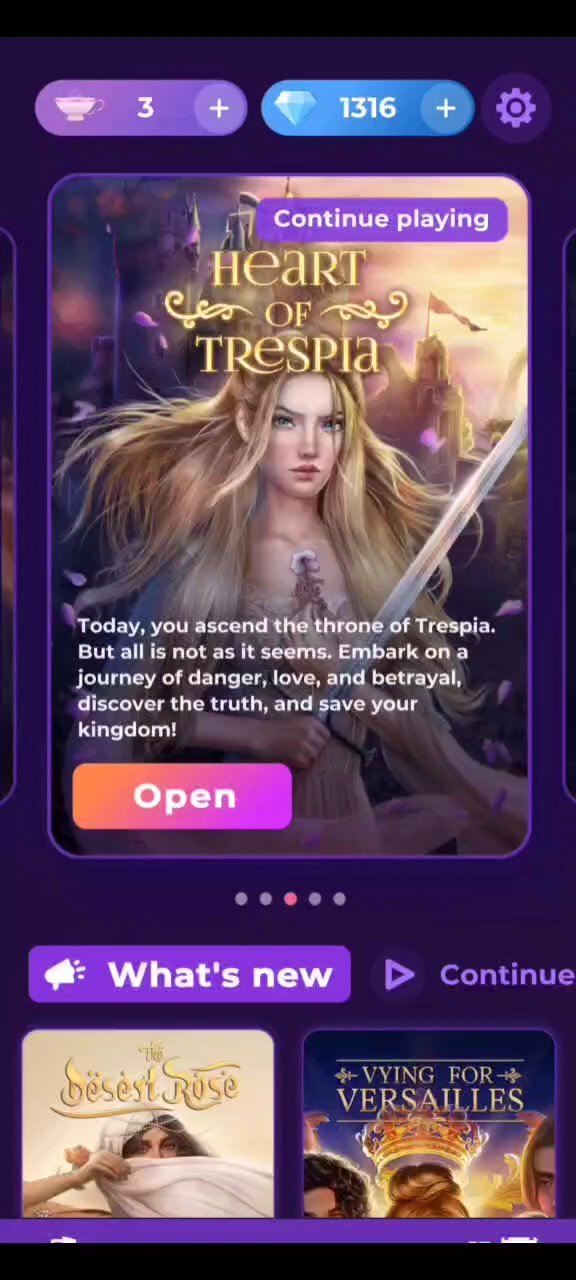 3
+
1316
+
Continue playing
HEART
OF
TRESPIA
Today, you ascend the throne of Trespia.
But all is not as it seems. Embark on a
journey of danger, love, and betrayal,
discover the truth, and save your
kingdom!
Open
What's new
Continue
The
Desert Rose
VYING FOR
VERSAILLES